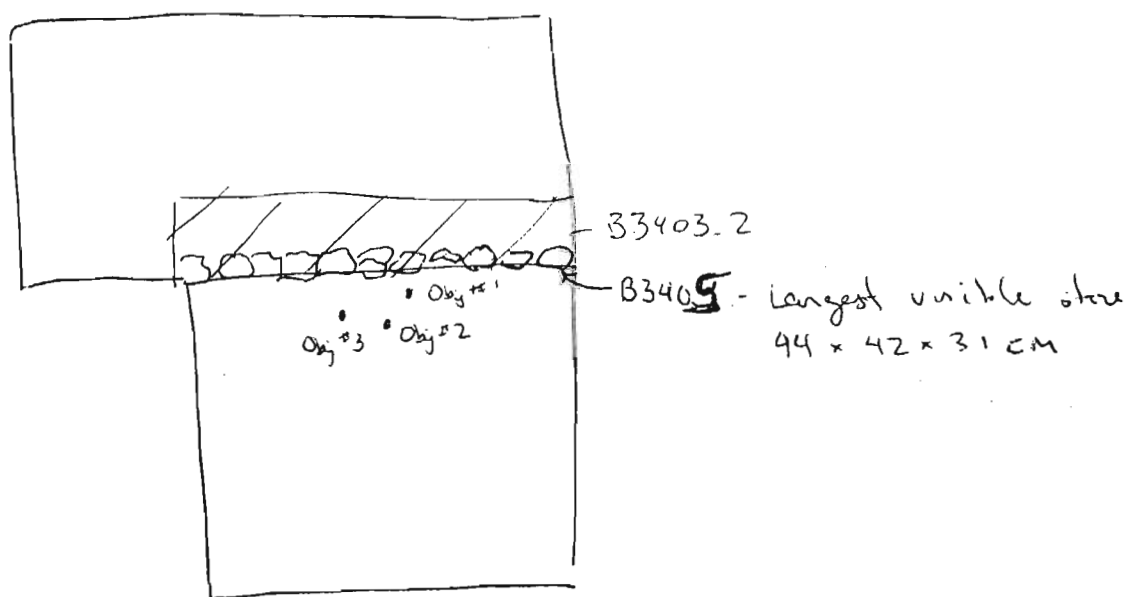 B3403.2
B3405 - Largest visible stone
44 x 42 x 31 cm
Obj #1
Obj #2
Obj #3